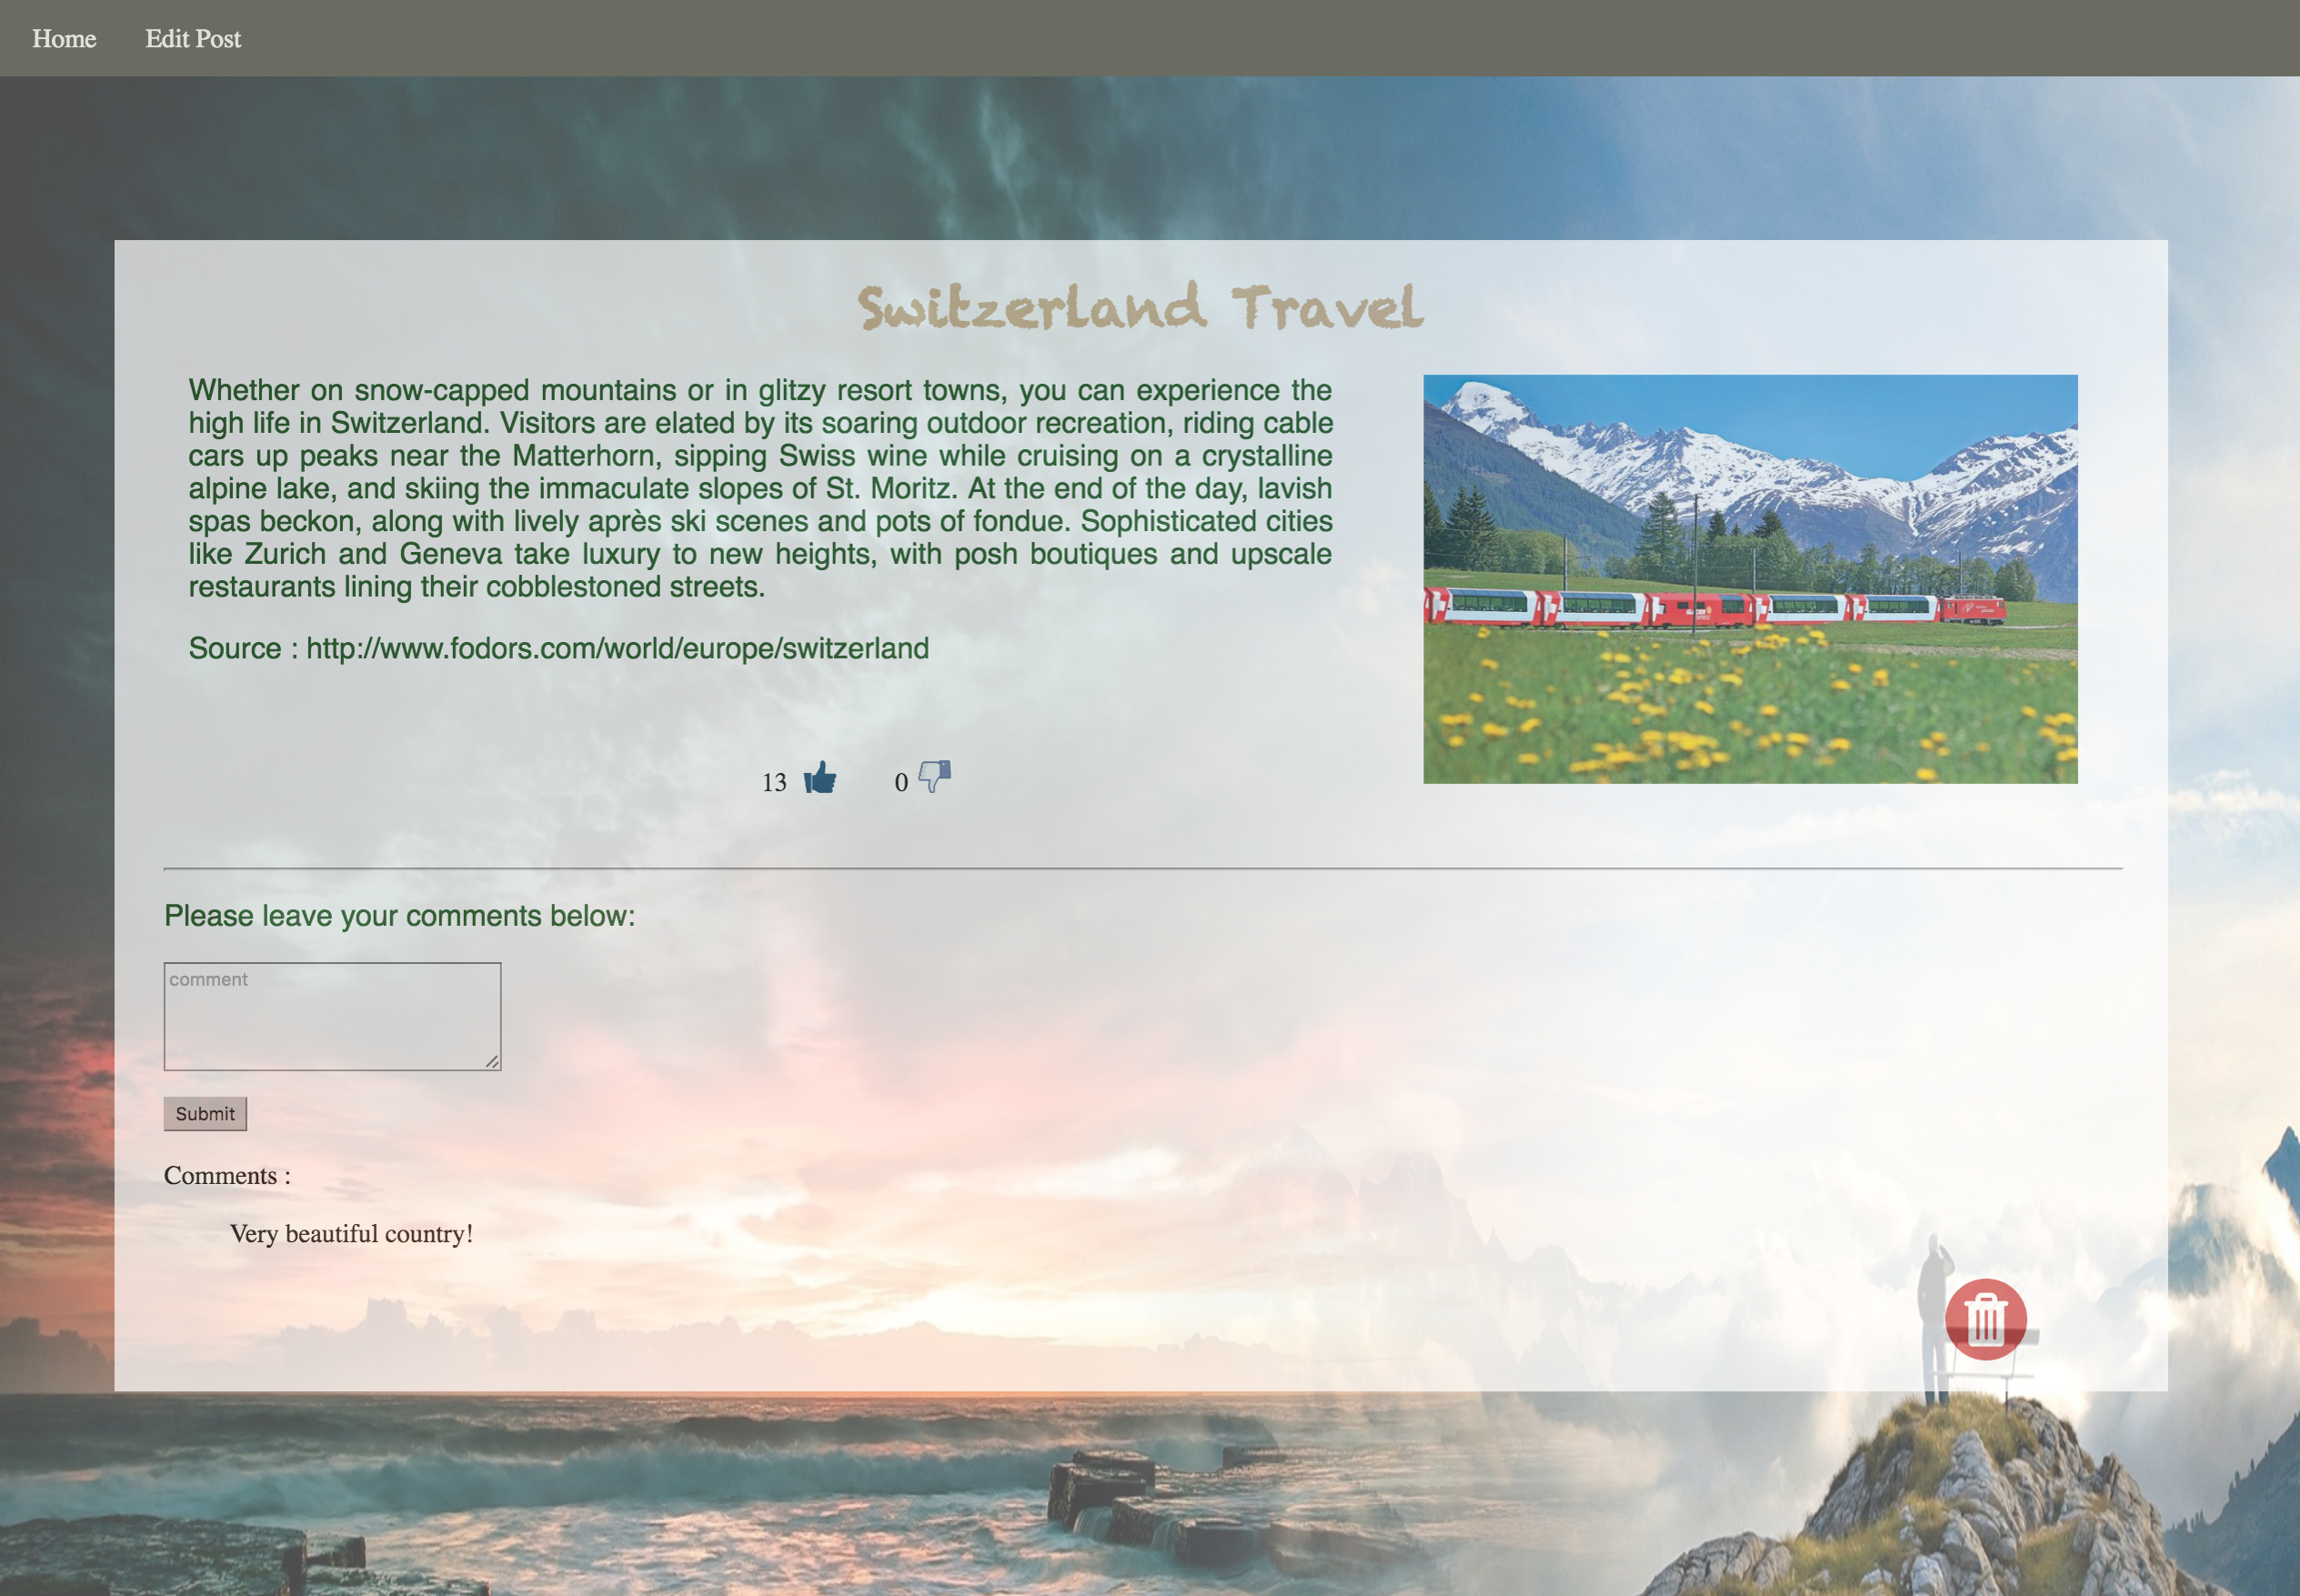 Home
Edit Post
Switzerland Travel
Whether on snow-capped mountains or in glitzy resort towns, you can experience the
high life in Switzerland. Visitors are elated by its soaring outdoor recreation, riding cable
cars up peaks near the Matterhorn, sipping Swiss wine while cruising on a crystalline
alpine lake, and skiing the immaculate slopes of St. Moritz. At the end of the day, lavish
spas beckon, along with lively après ski scenes and pots of fondue. Sophisticated cities
like Zurich and Geneva take luxury to new heights, with posh boutiques and upscale
restaurants lining their cobblestoned streets.
Source : http://www.fodors.com/world/europe/switzerland
13
0
Please leave your comments below:
comment
Submit
Comments :
Very beautiful country!